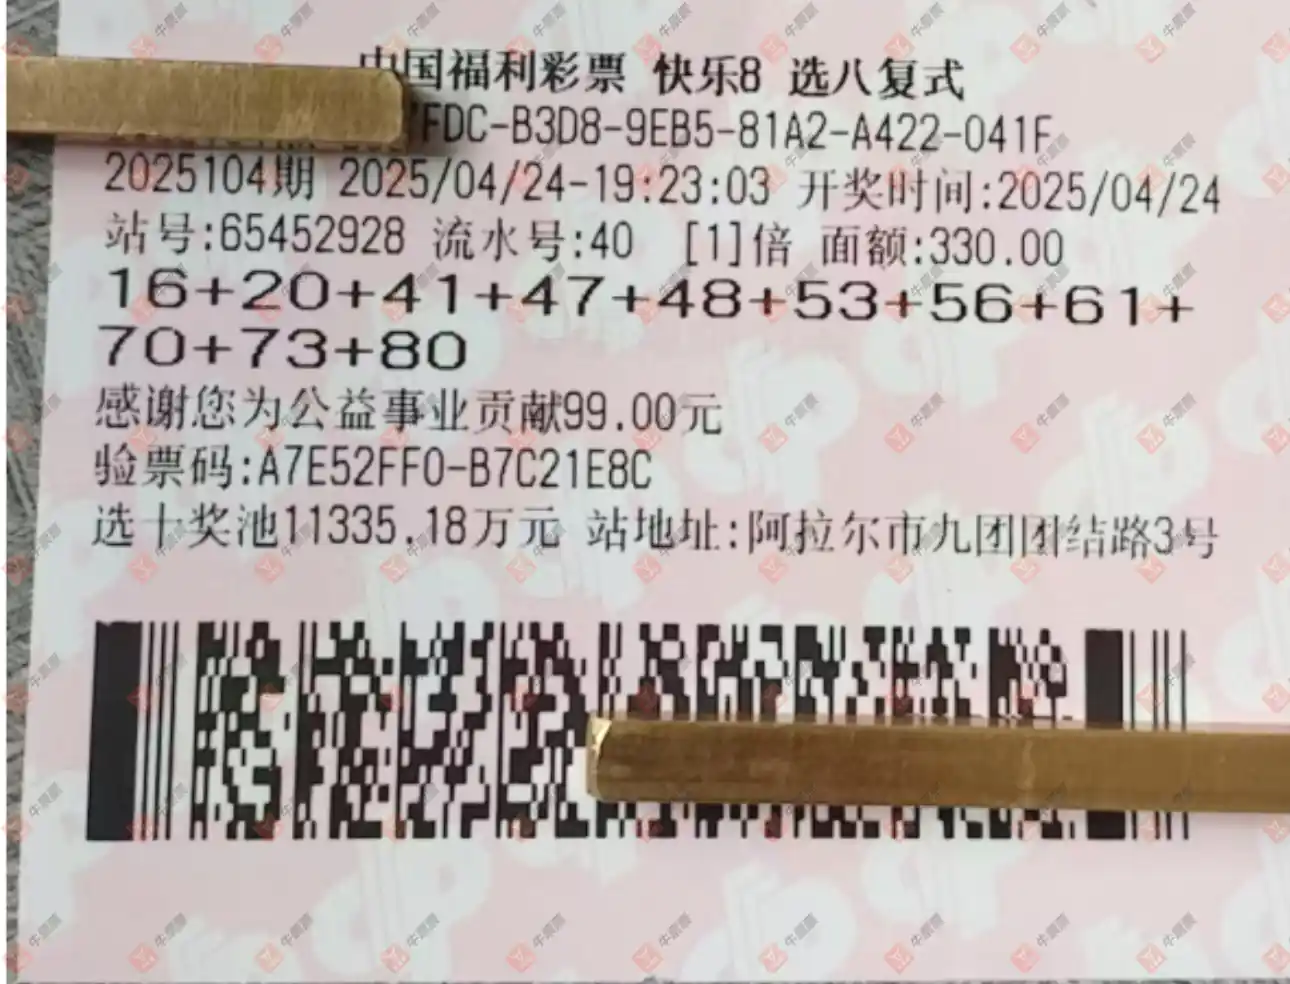 中国福利彩票 快乐8 选八复式
FDC-B3D8-9EB5-81A2-A422-041F
2025104期 2025/04/24-19:23:03 开奖时间:2025/04/24
站号:65452928 流水号:40 [1]倍 面额:330.00
16+20+41+47+48+53+56+61+
70+73+80
感谢您为公益事业贡献99.00元
验票码:A7E52FF0-B7C21E8C
选十奖池11335.18万元 站地址:阿拉尔市九团团结路3号